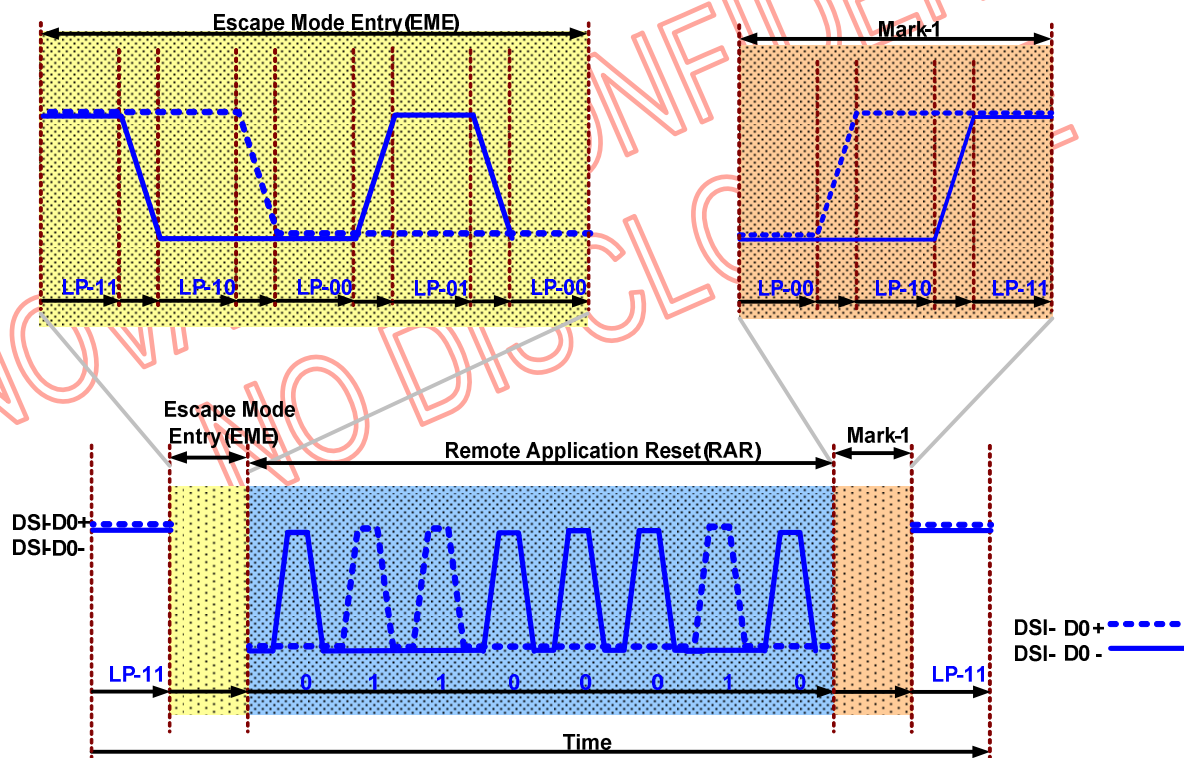 Escape Mode Entry(EME)
Mark-1
LP-11 LP-10 LP-00 LP-01 LP-00
LP-00 LP-10 LP-11
Escape Mode
Entry(EME)
Remote Application Reset(RAR)
Mark-1
DSI-D0+
DSI-D0-
DSI- D0+
DSI- D0 -
LP-11
0 1 1 0 0 0 1 0
LP-11
Time
NO DISCLO